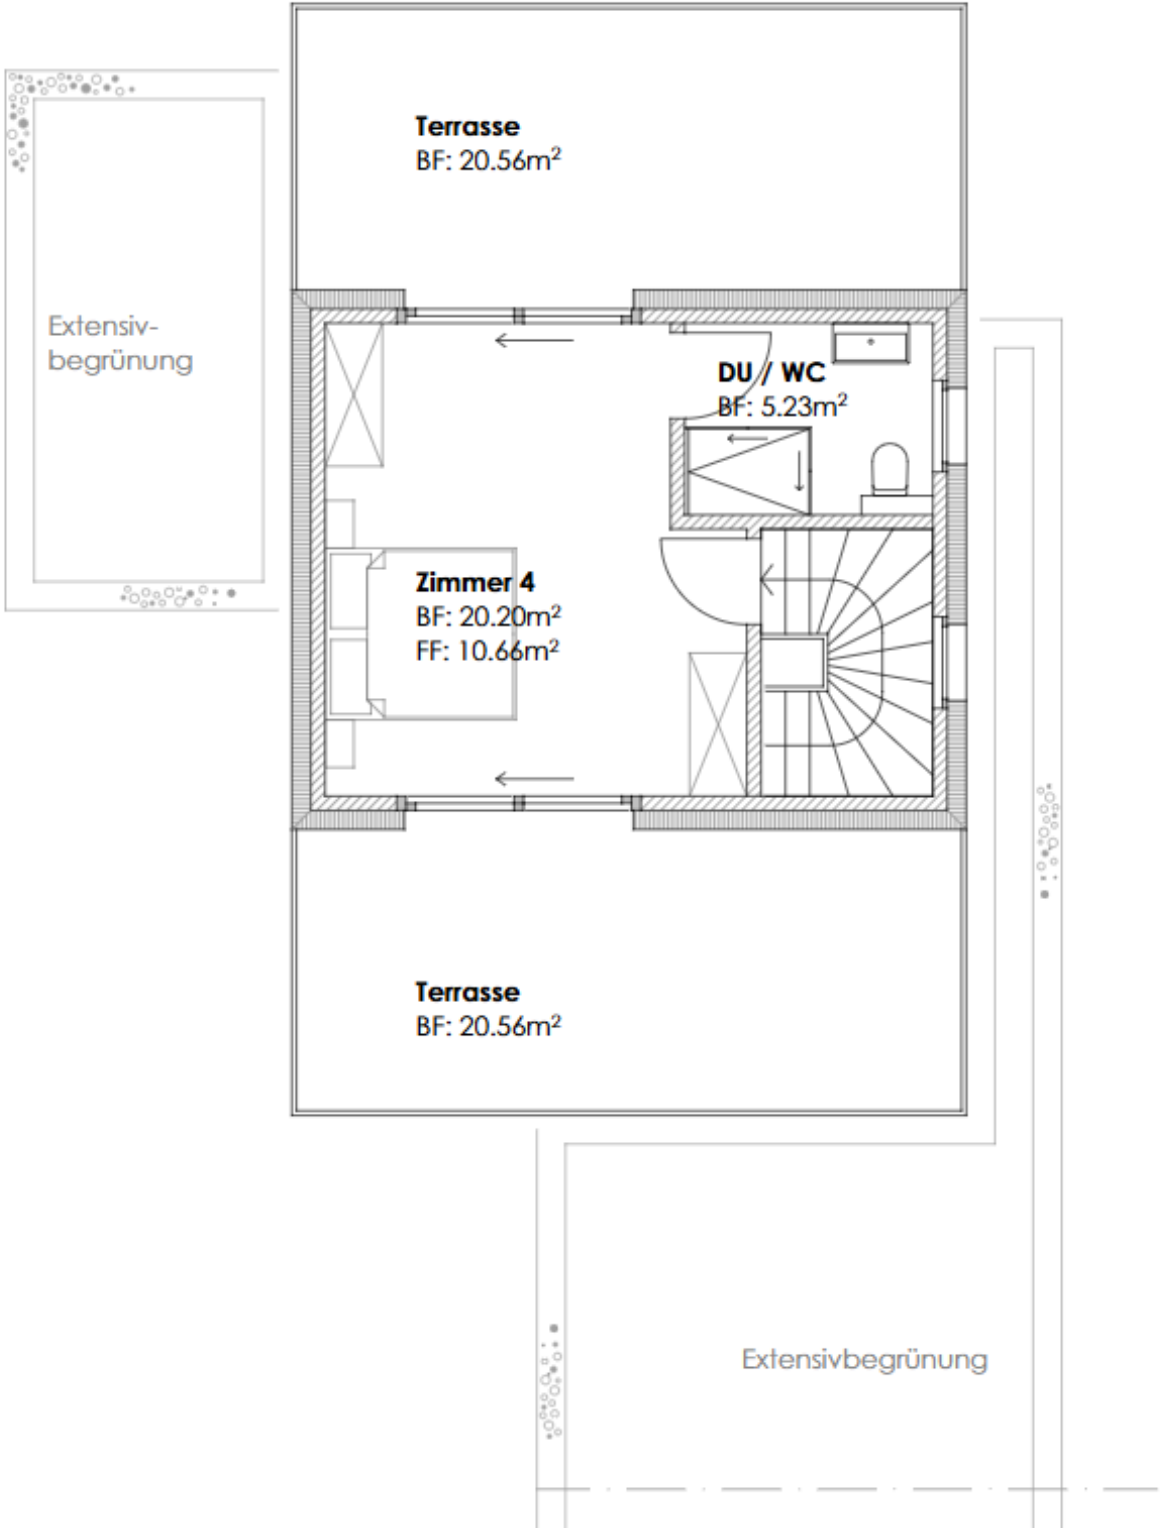 Terrasse
BF: 20.56m²
Extensiv-
begrünung
DU / WC
BF: 5.23m²
Zimmer 4
BF: 20.20m²
FF: 10.66m²
Terrasse
BF: 20.56m²
Extensivbegrünung